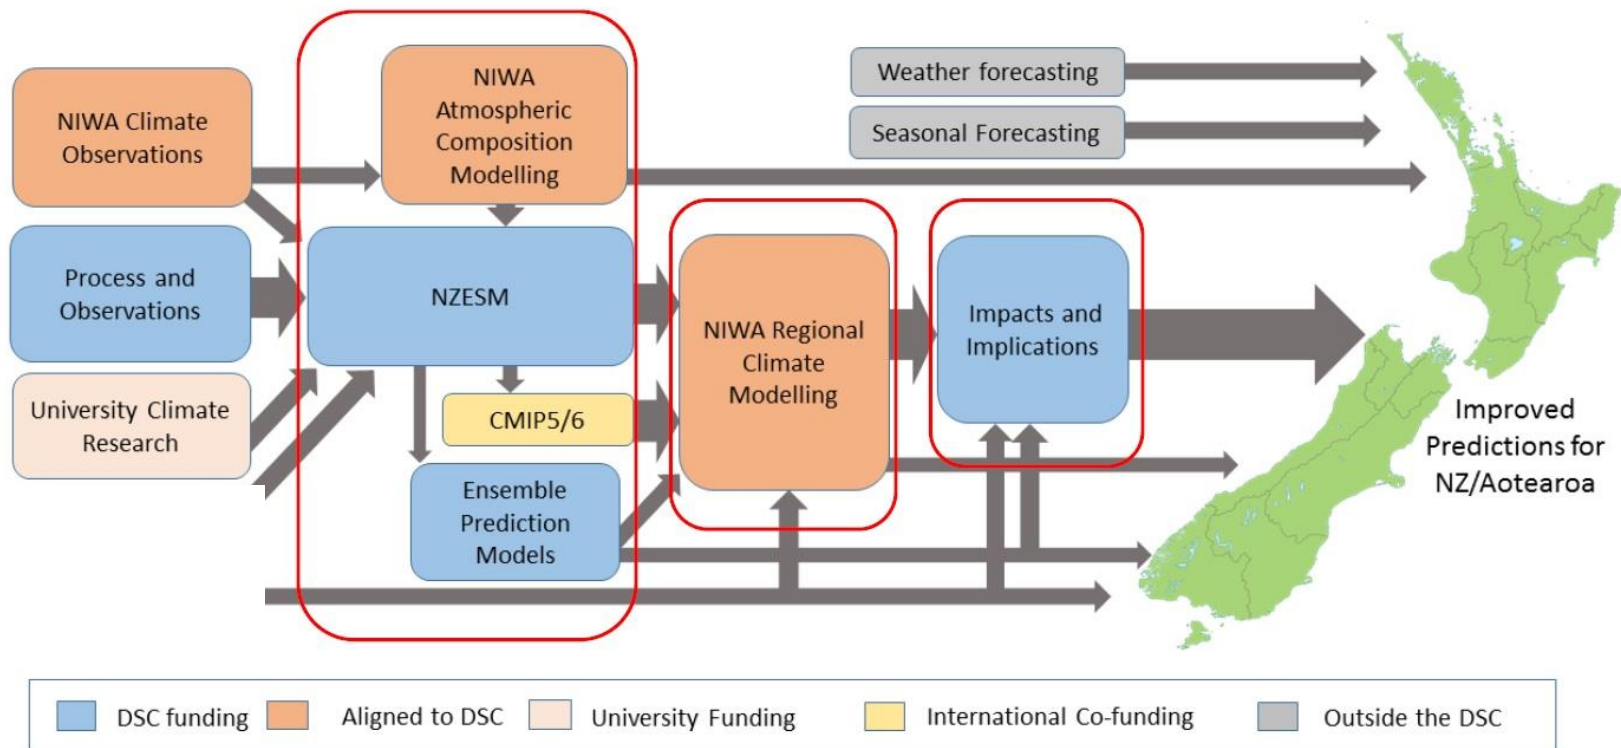 NIWA Climate
Observations
Process and
Observations
University Climate
Research
NIWA
Atmospheric
Composition
Modelling
NZESM
CMIP5/6
Ensemble
Prediction
Models
NIWA Regional
Climate
Modelling
Impacts and
Implications
Weather forecasting
Seasonal Forecasting
Improved
Predictions for
NZ/Aotearoa
DSC funding
Aligned to DSC
University Funding
International Co-funding
Outside the DSC